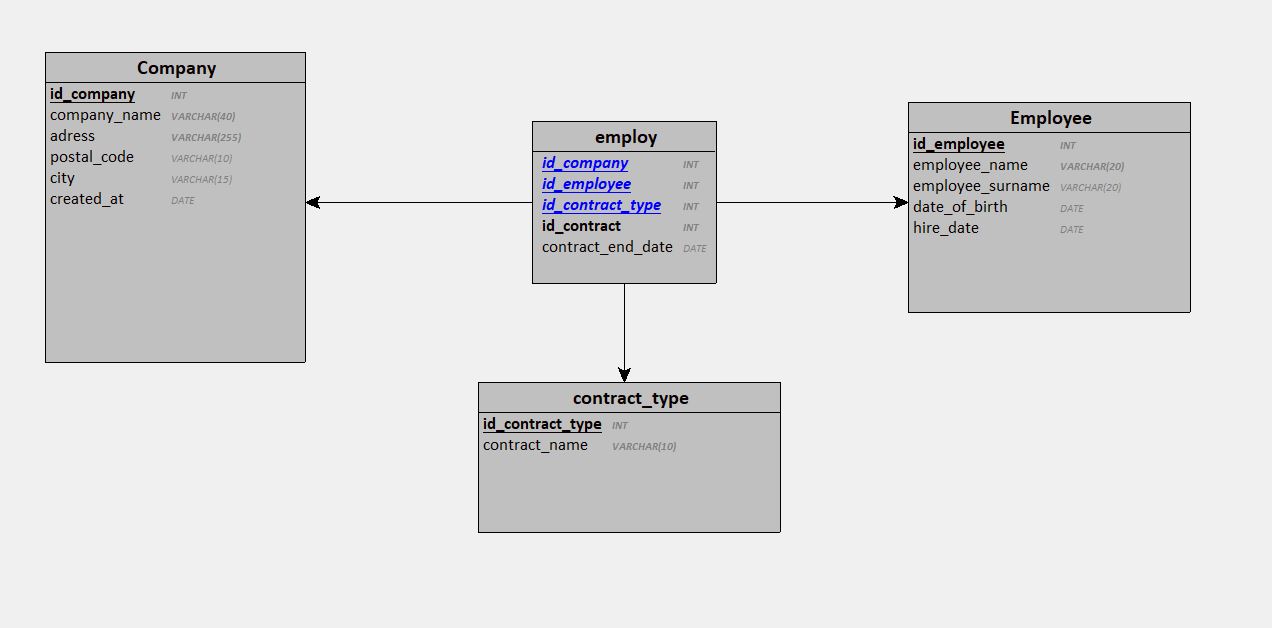 Company
id_company INT
company_name VARCHAR(40)
adress VARCHAR(255)
postal_code VARCHAR(10)
city VARCHAR(15)
created_at DATE
employ
id_company INT
id_employee INT
id_contract_type INT
id_contract INT
contract_end_date DATE
Employee
id_employee INT
employee_name VARCHAR(20)
employee_surname VARCHAR(20)
date_of_birth DATE
hire_date DATE
contract_type
id_contract_type INT
contract_name VARCHAR(10)